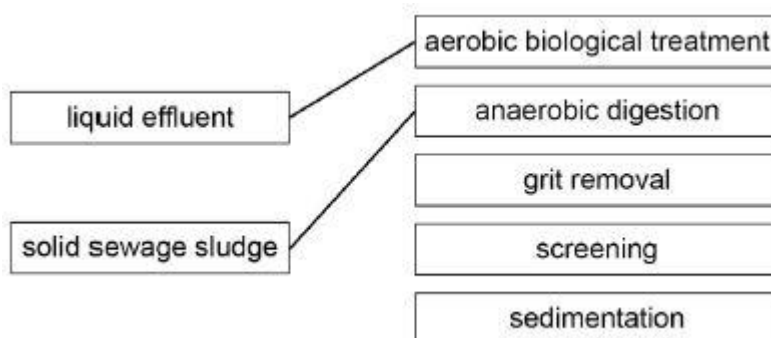 aerobic biological treatment
liquid effluent
anaerobic digestion
grit removal
solid sewage sludge
screening
sedimentation